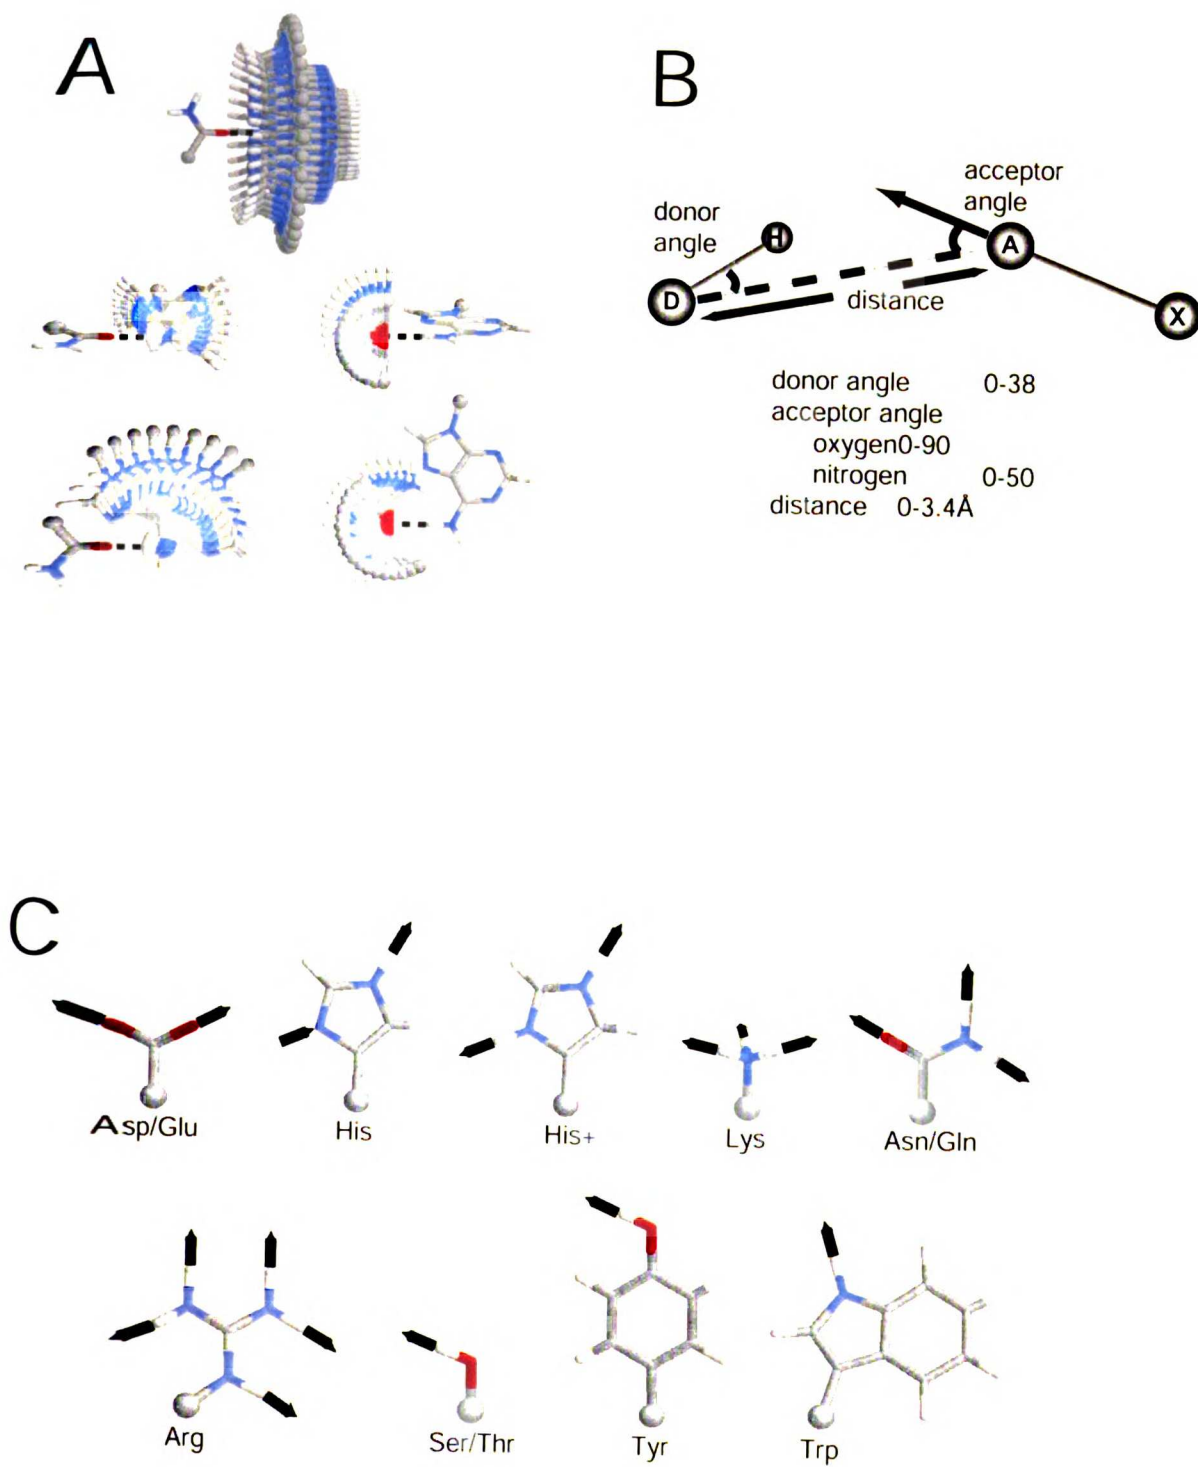 A
B
acceptor
angle
donor
angle
H
A
D
distance
X
donor angle 0-38
acceptor angle
oxygen0-90
nitrogen 0-50
distance 0-3.4Å
C
Asp/Glu
His
His+
Lys
Asn/Gln
Arg
Ser/Thr
Tyr
Trp